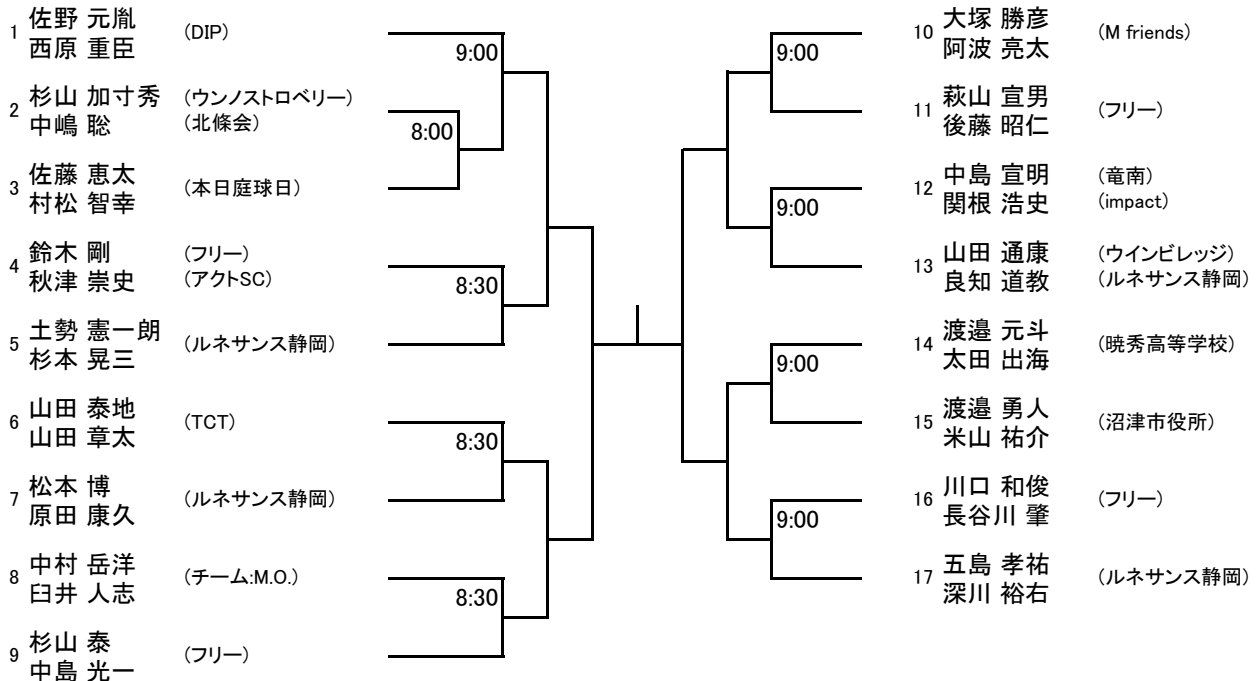 1 佐野 元胤 (DIP)
西原 重臣
9:00
2 杉山 加寸秀 (ウンノストロベリー)
中嶋 聡 (北條会)
8:00
3 佐藤 恵太 (本日庭球日)
村松 智幸
4 鈴木 剛 (フリー)
秋津 崇史 (アクトSC)
8:30
5 土勢 憲一朗 (ルネサンス静岡)
杉本 晃三
6 山田 泰地 (TCT)
山田 章太
8:30
7 松本 博 (ルネサンス静岡)
原田 康久
8 中村 岳洋 (チーム:M.O.)
臼井 人志
8:30
9 杉山 泰 (フリー)
中島 光一
10 大塚 勝彦 (M friends)
阿波 亮太
9:00
11 萩山 宣男 (フリー)
後藤 昭仁
12 中島 宣明 (竜南)
関根 浩史 (impact)
9:00
13 山田 通康 (ウインビレッジ)
良知 道教 (ルネサンス静岡)
14 渡邉 元斗 (暁秀高等学校)
太田 出海
9:00
15 渡邉 勇人 (沼津市役所)
米山 祐介
16 川口 和俊 (フリー)
長谷川 肇
9:00
17 五島 孝祐 (ルネサンス静岡)
深川 裕右